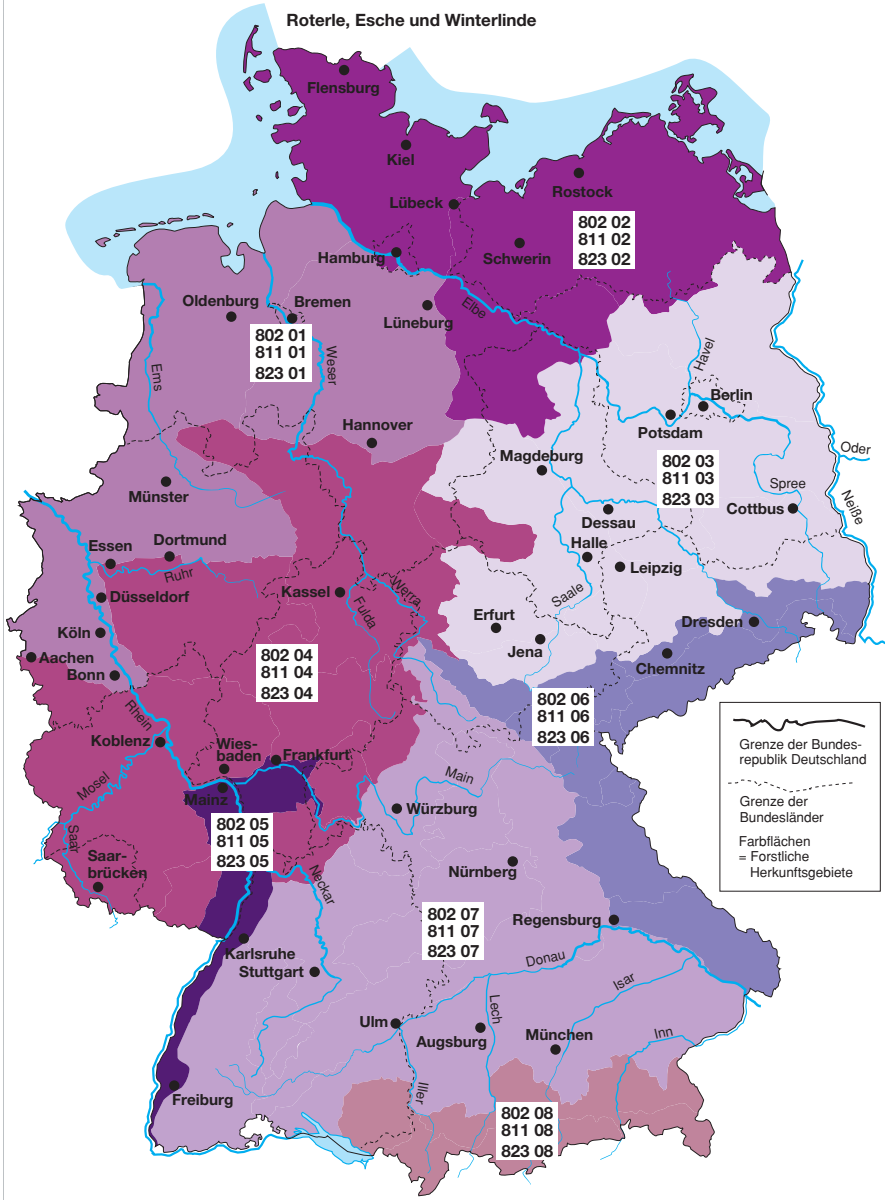 Roterle, Esche und Winterlinde
Flensburg
Kiel
Lübeck
Rostock
802 02
811 02
823 02
Hamburg
Schwerin
Oldenburg
Bremen
Lüneburg
Elbe
802 01
811 01
823 01
Weser
Ems
Havel
Berlin
Potsdam
Hannover
Magdeburg
802 03
811 03
823 03
Oder
Spree
Neiße
Cottbus
Münster
Dessau
Halle
Leipzig
Essen
Dortmund
Ruhr
Düsseldorf
Kassel
Werra
Fulda
Saale
Erfurt
Jena
Dresden
Chemnitz
Köln
Aachen
Bonn
802 04
811 04
823 04
802 06
811 06
823 06
Rhein
Koblenz
Wies-
baden
Frankfurt
Mosel
Mainz
Main
Würzburg
Grenze der Bundes-
republik Deutschland
Grenze der
Bundesländer
Farbflächen
= Forstliche
Herkunftsgebiete
802 05
811 05
823 05
Saar
Saar-
brücken
Neckar
Nürnberg
802 07
811 07
823 07
Regensburg
Karlsruhe
Stuttgart
Donau
Isar
Lech
Ulm
Augsburg
München
Inn
Iller
Freiburg
802 08
811 08
823 08